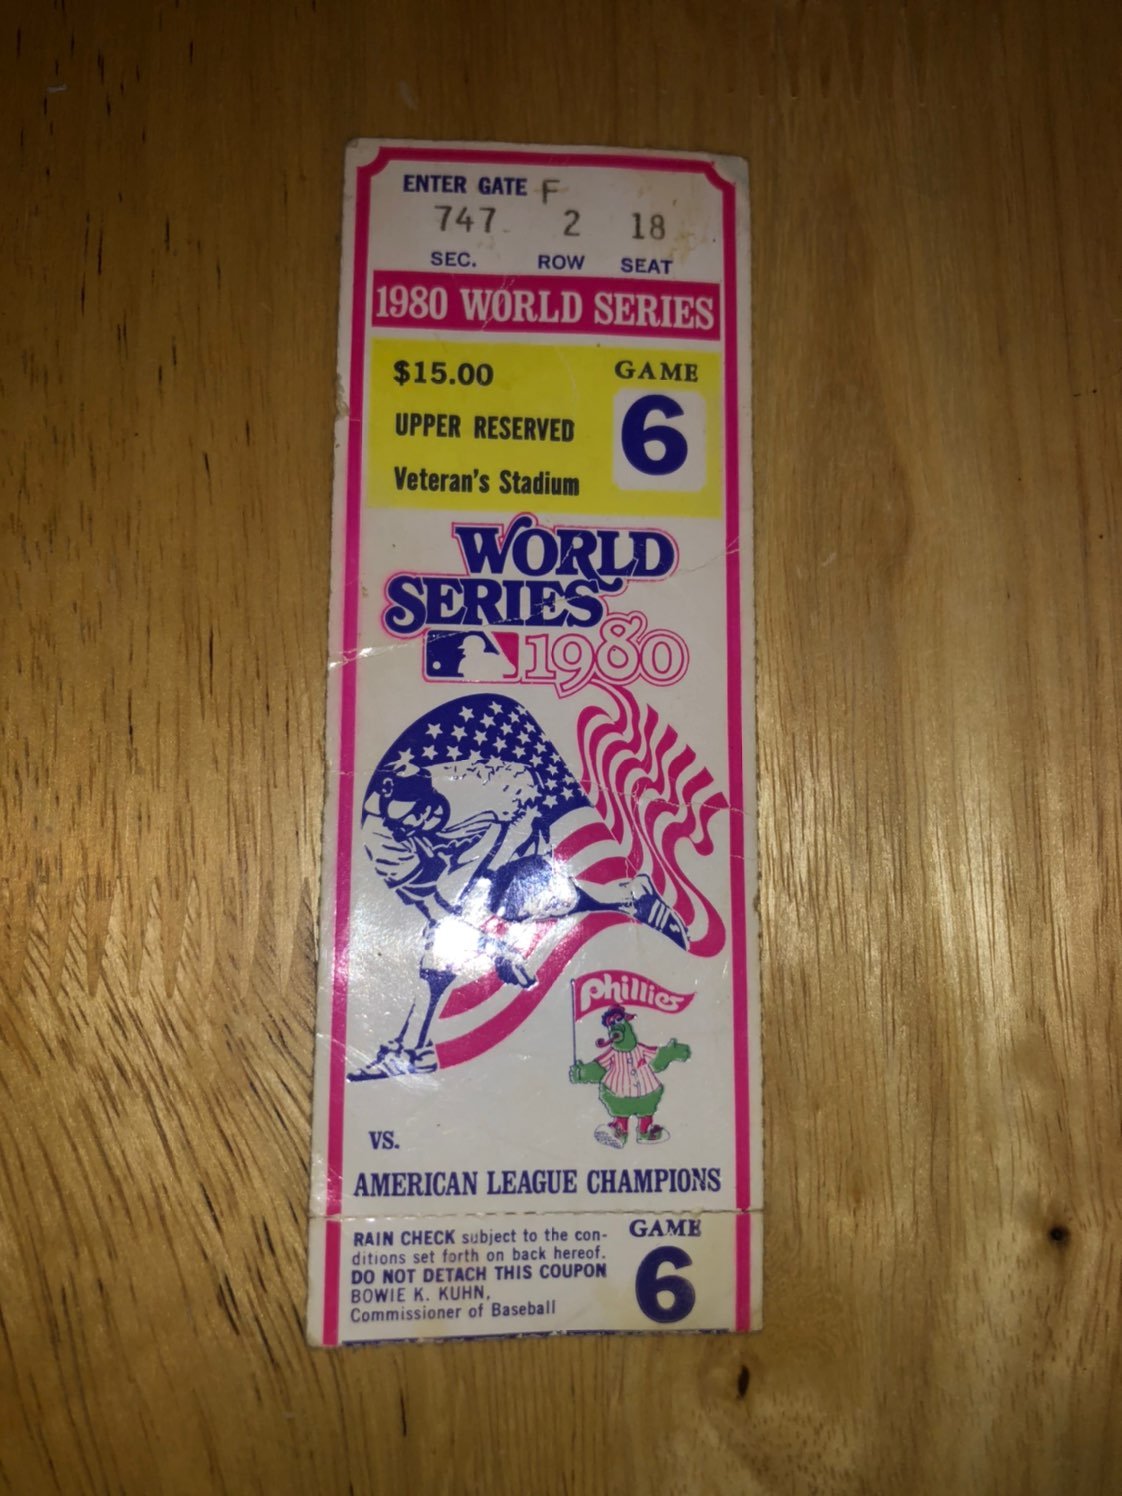 ENTER GATE F
747 2 18
SEC. ROW SEAT
1980 WORLD SERIES
$15.00
GAME
6
UPPER RESERVED
Veteran's Stadium
WORLD
SERIES
1980
phillies
VS.
AMERICAN LEAGUE CHAMPIONS
RAIN CHECK subject to the con-
ditions set forth on back hereof.
DO NOT DETACH THIS COUPON
BOWIE K. KUHN,
Commissioner of Baseball
GAME
6